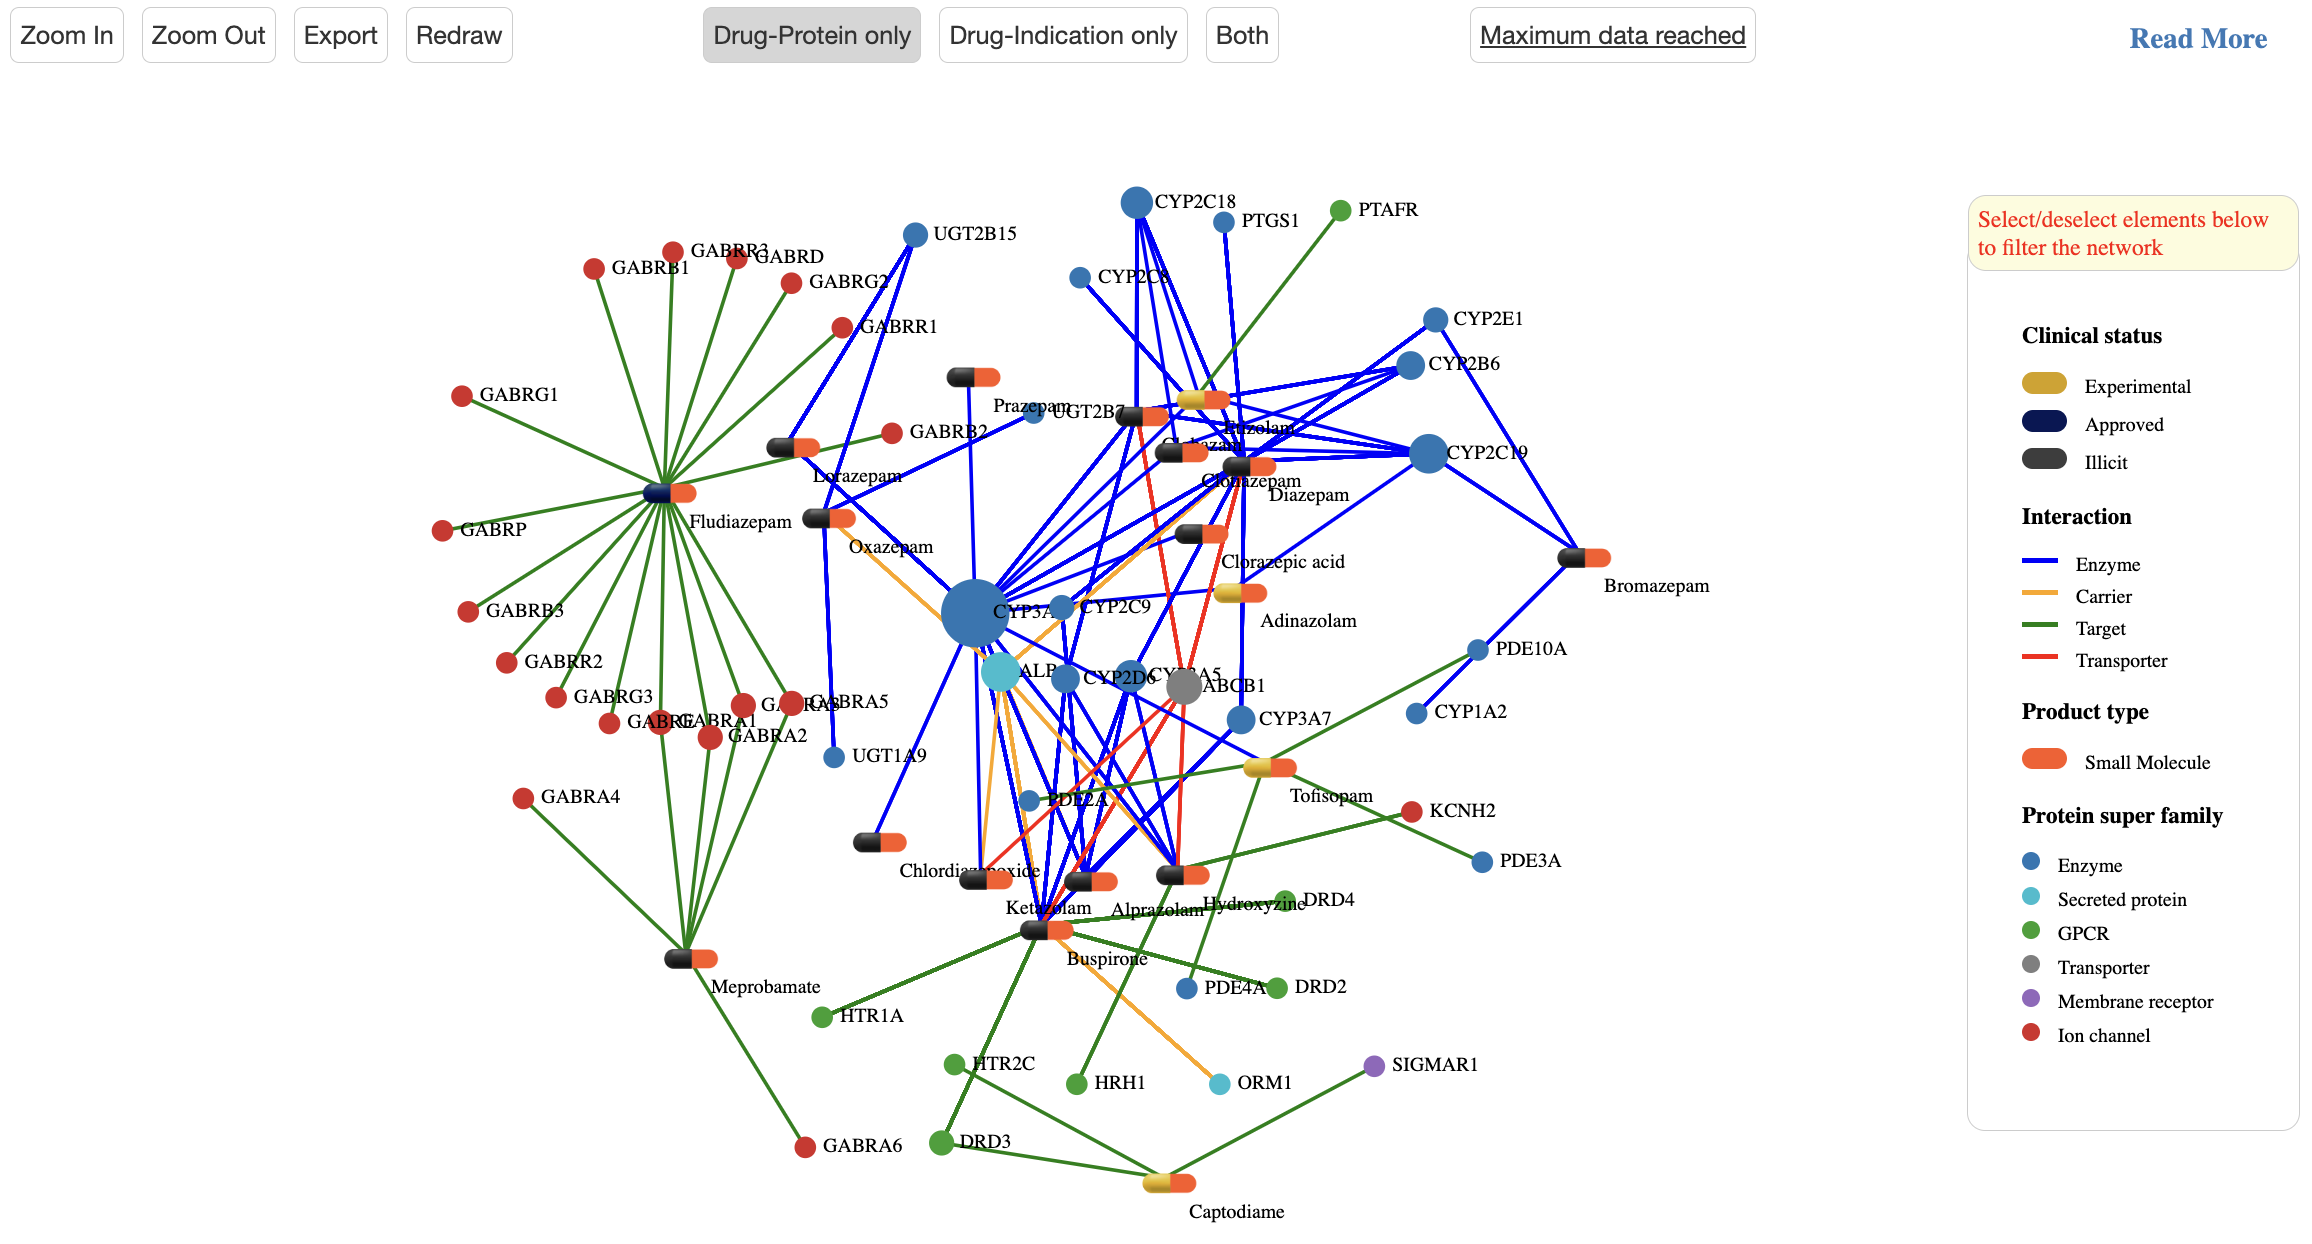 Zoom In
Zoom Out
Export
Redraw
Drug-Protein only
Drug-Indication only
Both
Maximum data reached
Read More
CYP2C18
PTGS1
PTAFR
UGT2B15
GABRB1
GABRR3
GABRD
GABRG2
CYP2C8
CYP2E1
GABRR1
CYP2B6
GABRG1
Prazepam
UGT2B7
GABRB2
Etizolam
Clobazam
CYP2C19
Lorazepam
Clonazepam
Diazepam
Fludiazepam
GABRP
Oxazepam
Clorazepic acid
Bromazepam
GABRB3
CYP3A4
CYP2C9
Adinazolam
PDE10A
GABRR2
ALB
CYP2D6
CYP3A5
ABCB1
GABRG3
GABRA3
GABRA5
GABRE
GABRA1
GABRA2
CYP3A7
CYP1A2
UGT1A9
GABRA4
PDE2A
Tofisopam
KCNH2
PDE3A
Chlordiazepoxide
Ketazolam
Alprazolam
Hydroxyzine
DRD4
Buspirone
Meprobamate
PDE4A
DRD2
HTR1A
HTR2C
HRH1
ORM1
SIGMAR1
GABRA6
DRD3
Captodiame
Select/deselect elements below
to filter the network
Clinical status
Experimental
Approved
Illicit
Interaction
Enzyme
Carrier
Target
Transporter
Product type
Small Molecule
Protein super family
Enzyme
Secreted protein
GPCR
Transporter
Membrane receptor
Ion channel